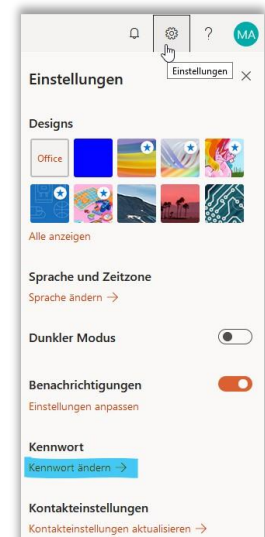 ? MA
Einstellungen
Einstellungen
Designs
Office
Alle anzeigen
Sprache und Zeitzone
Sprache ändern →
Dunkler Modus
Benachrichtigungen
Einstellungen anpassen
Kennwort
Kennwort ändern →
Kontakteinstellungen
Kontakteinstellungen aktualisieren →